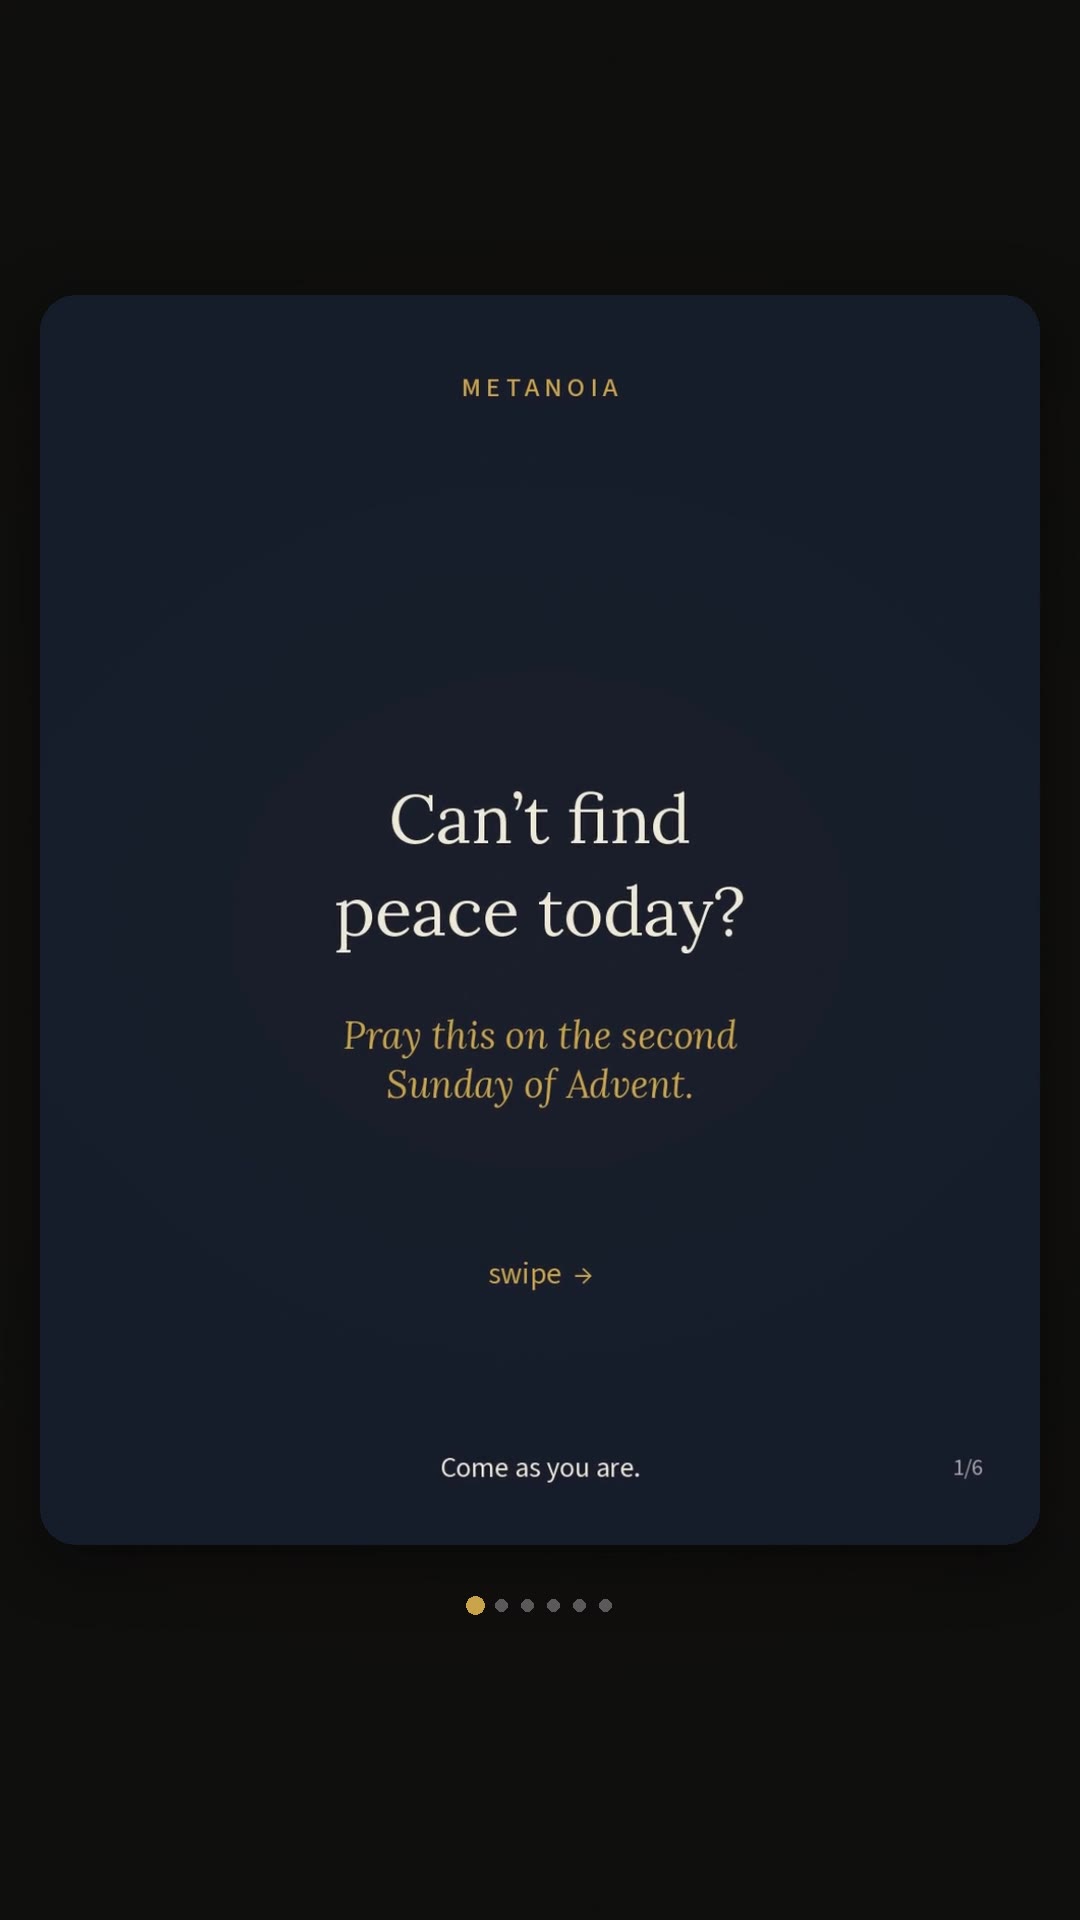 METANOIA
Can’t find
peace today?
Pray this on the second
Sunday of Advent.
swipe →
Come as you are.
1/6